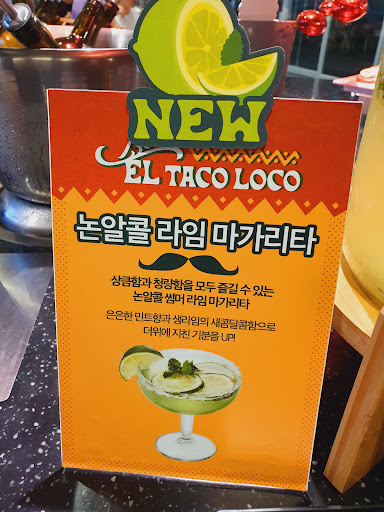 NEW
EL TACO LOCO
논알콜 라임 마가리타
상큼함과 청량함을 모두 즐길 수 있는
논알콜 썸머 라임 마가리타
은은한 민트향과 생라임의 새콤달콤함으로
더위에 지친 기분을 UP!